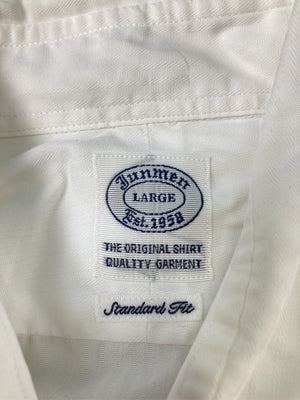 Junmen
LARGE
Est. 1958
THE ORIGINAL SHIRT
QUALITY GARMENT
Standard Fit